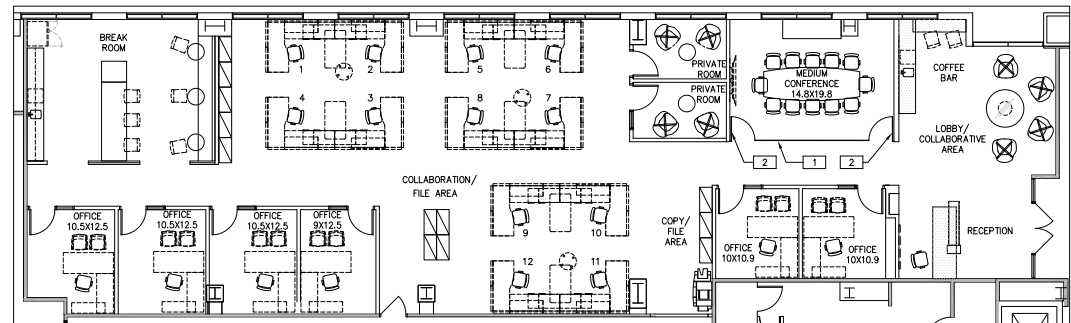 BREAK
ROOM
1
2
4
3
5
6
8
7
PRIVATE
ROOM
PRIVATE
ROOM
MEDIUM
CONFERENCE
14.8X19.8
COFFEE
BAR
LOBBY/
COLLABORATIVE
AREA
2
1
2
COLLABORATION/
FILE AREA
9
10
12
11
COPY/
FILE
AREA
OFFICE
10.5X12.5
OFFICE
10.5X12.5
OFFICE
10.5X12.5
OFFICE
9X12.5
OFFICE
10X10.9
OFFICE
10X10.9
RECEPTION